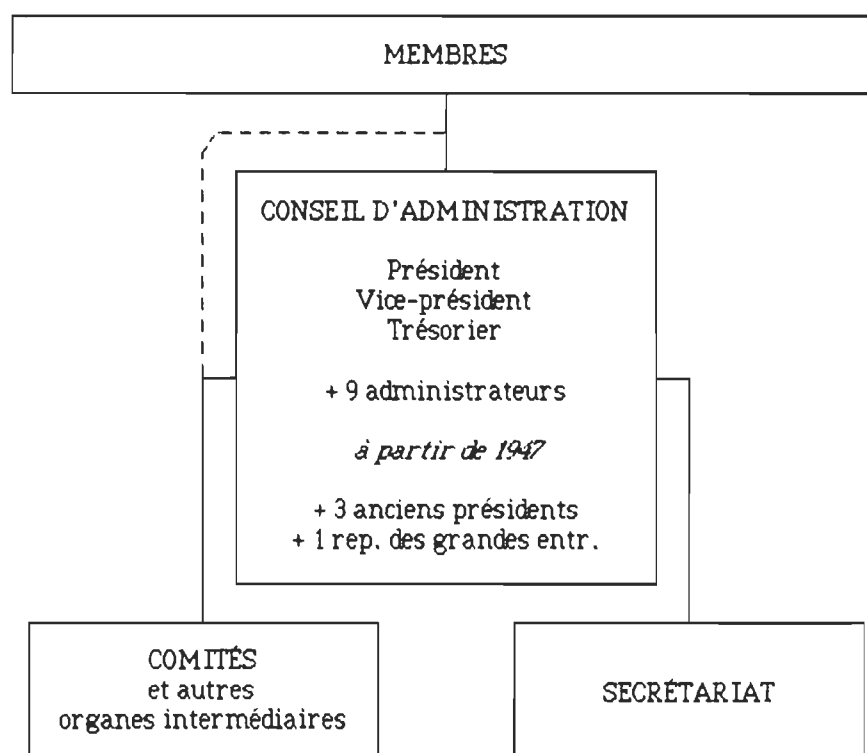 MEMBRES
CONSEIL D'ADMINISTRATION
Président
Vice-président
Trésorier
+ 9 administrateurs
à partir de 1947
+ 3 anciens présidents
+ 1 rep. des grandes entr.
COMITÉS
et autres
organes intermédiaires
SECRÉTARIAT